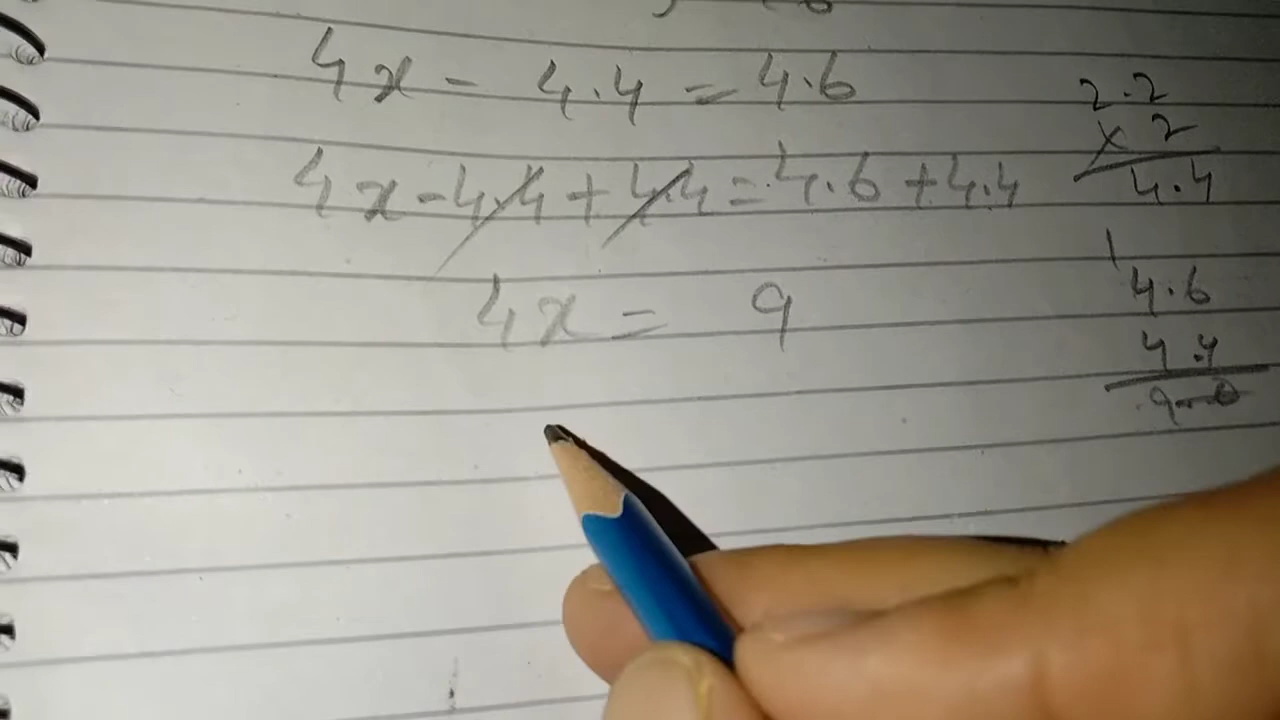 4x - 4.4 = 4.6
4x - 4.4 + 4.4 = 4.6 + 4.4
4x = 9
2.2
x 2
4.4
1
4.6
4.4
9.0